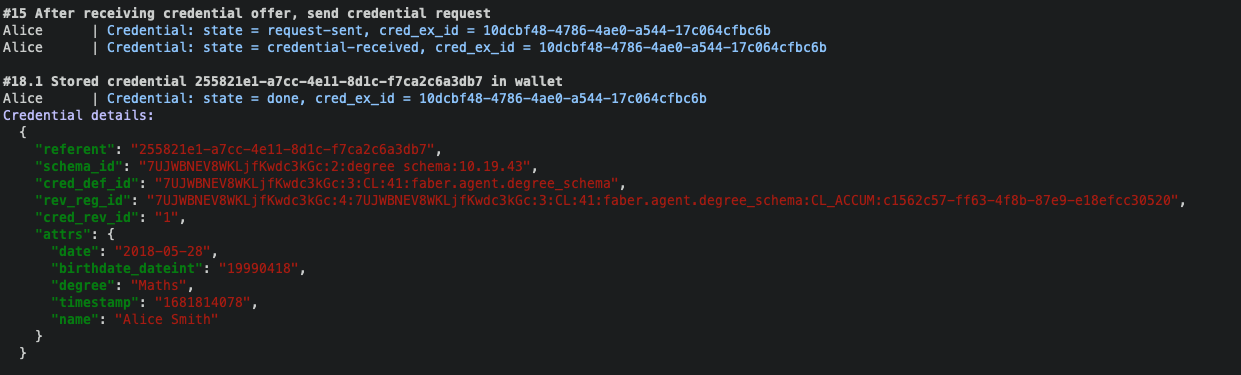 #15 After receiving credential offer, send credential request
Alice      | Credential: state = request-sent, cred_ex_id = 10dcbf48-4786-4ae0-a544-17c064cfbc6b
Alice      | Credential: state = credential-received, cred_ex_id = 10dcbf48-4786-4ae0-a544-17c064cfbc6b
#18.1 Stored credential 255821e1-a7cc-4e11-8d1c-f7ca2c6a3db7 in wallet
Alice      | Credential: state = done, cred_ex_id = 10dcbf48-4786-4ae0-a544-17c064cfbc6b
Credential details:
  {
    "referent": "255821e1-a7cc-4e11-8d1c-f7ca2c6a3db7",
    "schema_id": "7UJWBNEV8WKLjfKwdc3kGc:2:degree schema:10.19.43",
    "cred_def_id": "7UJWBNEV8WKLjfKwdc3kGc:3:CL:41:faber.agent.degree_schema",
    "rev_reg_id": "7UJWBNEV8WKLjfKwdc3kGc:4:7UJWBNEV8WKLjfKwdc3kGc:3:CL:41:faber.agent.degree_schema:CL_ACCUM:c1562c57-ff63-4f8b-87e9-e18efcc30520",
    "cred_rev_id": "1",
    "attrs": {
      "date": "2018-05-28",
      "birthdate_dateint": "19990418",
      "degree": "Maths",
      "timestamp": "1681814078",
      "name": "Alice Smith"
    }
  }